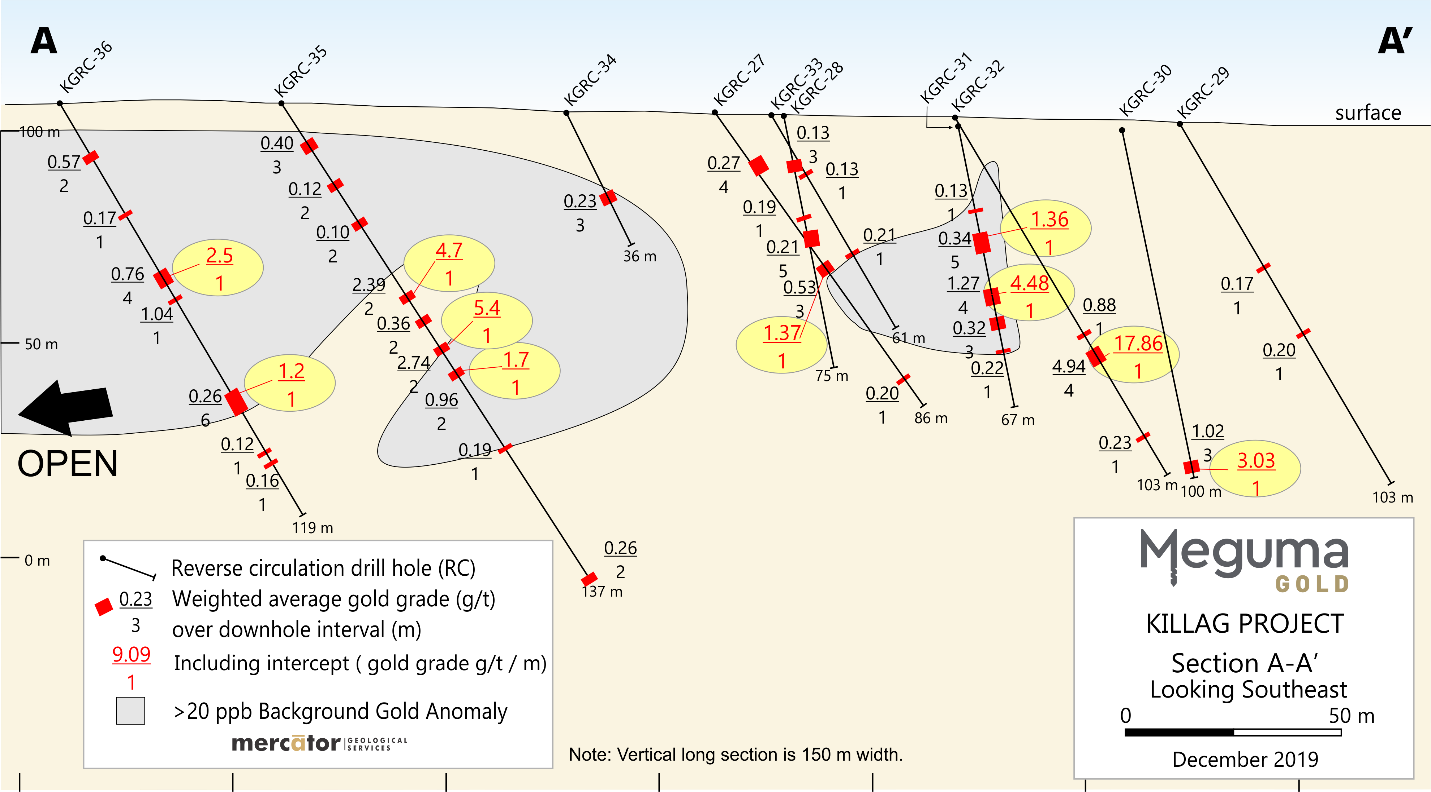 A
A′
KGRC-36
KGRC-35
KGRC-34
KGRC-27
KGRC-33
KGRC-28
KGRC-31
KGRC-32
KGRC-30
KGRC-29
surface
100 m
50 m
0 m
0.57
2
0.17
1
0.76
4
2.5
1
1.04
1
0.26
6
1.2
1
0.12
1
0.16
1
119 m
0.40
3
0.12
2
0.10
2
2.39
2
4.7
1
0.36
2
2.74
2
5.4
1
0.96
2
1.7
1
0.19
1
0.26
2
137 m
0.23
3
36 m
0.27
4
0.53
3
1.37
1
0.20
1
86 m
0.13
3
0.19
1
0.21
5
75 m
0.13
1
0.21
1
61 m
0.13
1
0.34
5
1.36
1
1.27
4
4.48
1
0.32
3
0.22
1
67 m
0.88
1
4.94
4
17.86
1
0.23
1
103 m
1.02
3
3.03
1
100 m
0.17
1
0.20
1
103 m
OPEN
Reverse circulation drill hole (RC)
0.23
3
Weighted average gold grade (g/t)
over downhole interval (m)
9.09
1
Including intercept ( gold grade g/t / m)
>20 ppb Background Gold Anomaly
mercātor GEOLOGICAL
SERVICES
Note: Vertical long section is 150 m width.
Meguma
GOLD
KILLAG PROJECT
Section A-A′
Looking Southeast
0 50 m
December 2019